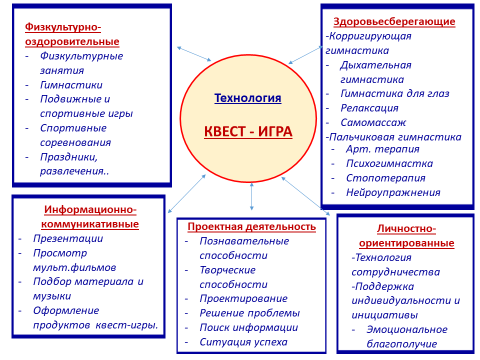 Физкультурно-
оздоровительные
- Физкультурные
занятия
- Гимнастики
- Подвижные и
спортивные игры
- Спортивные
соревнования
- Праздники,
развлечения..
Технология
КВЕСТ - ИГРА
Здоровьесберегающие
-Корригирующая
гимнастика
- Дыхательная
гимнастика
- Гимнастика для глаз
- Релаксация
- Самомассаж
-Пальчиковая гимнастика
- Арт. терапия
- Психогимнастка
- Стопотерапия
- Нейроупражнения
Информационно-
коммуникативные
- Презентации
- Просмотр
мульт.фильмов
- Подбор материала и
музыки
- Оформление
продуктов квест-игры.
Проектная деятельность
- Познавательные
способности
- Творческие
способности
- Проектирование
- Решение проблемы
- Поиск информации
- Ситуация успеха
Личностно-
ориентированные
-Технология
сотрудничества
-Поддержка
индивидуальности и
инициативы
- Эмоциональное
благополучие